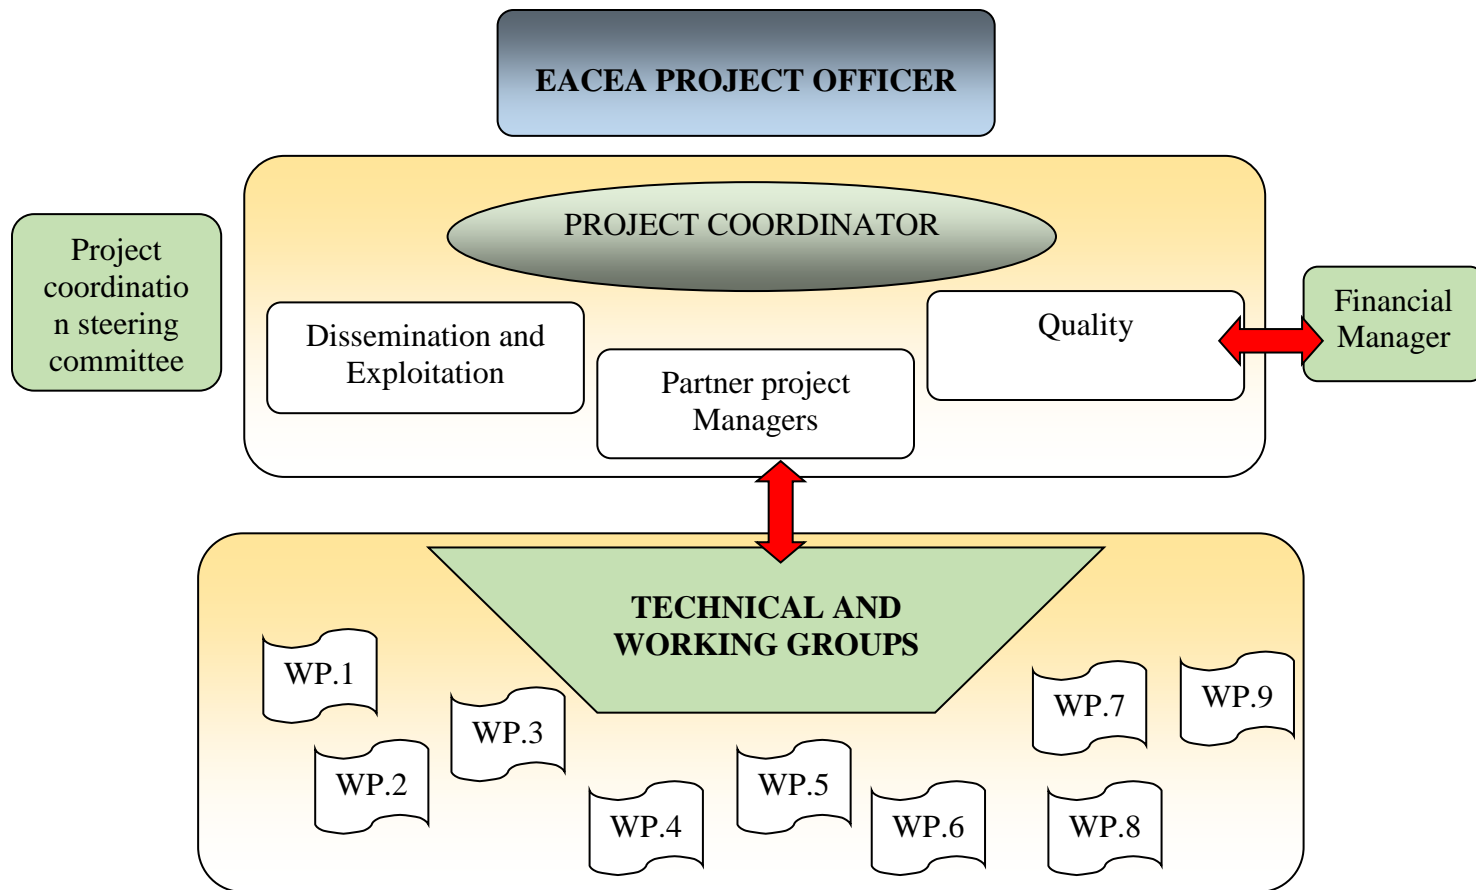 EACEA PROJECT OFFICER
PROJECT COORDINATOR
Project
coordinatio
n steering
committee
Dissemination and
Exploitation
Partner project
Managers
Quality
Financial
Manager
TECHNICAL AND
WORKING GROUPS
WP.1
WP.2
WP.3
WP.4
WP.5
WP.6
WP.7
WP.8
WP.9